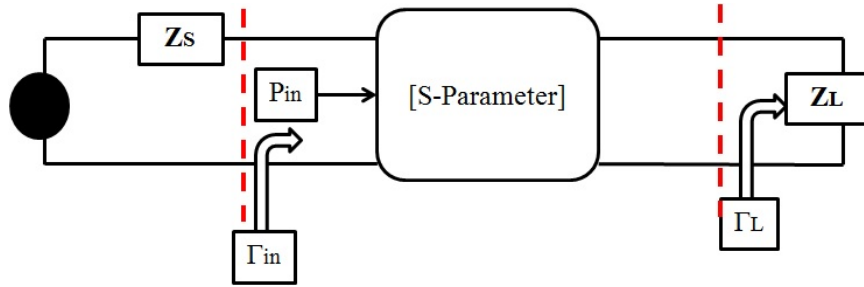 ZS
Pin
[S-Parameter]
ZL
Γin
ΓL